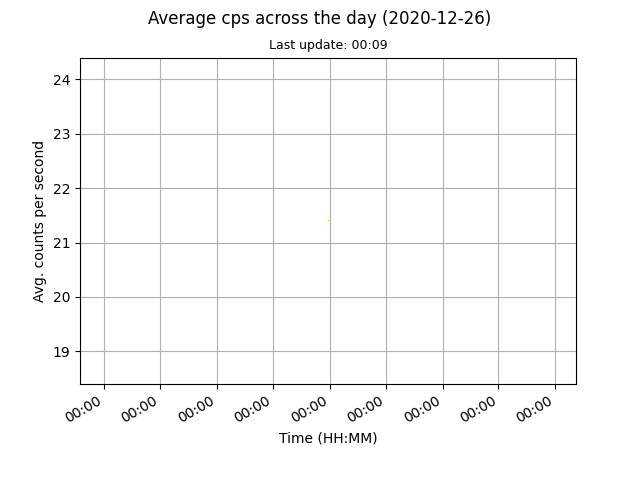 Average cps across the day (2020-12-26)
Last update: 00:09
24
23
22
21
20
19
Avg. counts per second
00:00 00:00 00:00 00:00 00:00 00:00 00:00 00:00 00:00
Time (HH:MM)